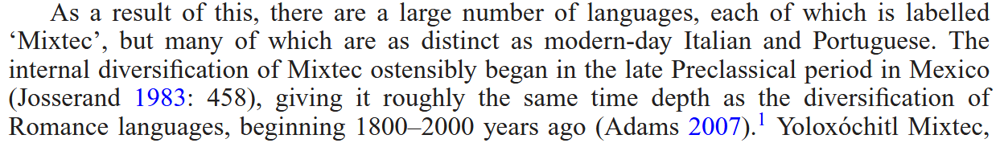 As a result of this, there are a large number of languages, each of which is labelled
‘Mixtec’, but many of which are as distinct as modern-day Italian and Portuguese. The
internal diversification of Mixtec ostensibly began in the late Preclassical period in Mexico
(Josserand 1983: 458), giving it roughly the same time depth as the diversification of
Romance languages, beginning 1800–2000 years ago (Adams 2007).1 Yoloxóchitl Mixtec,